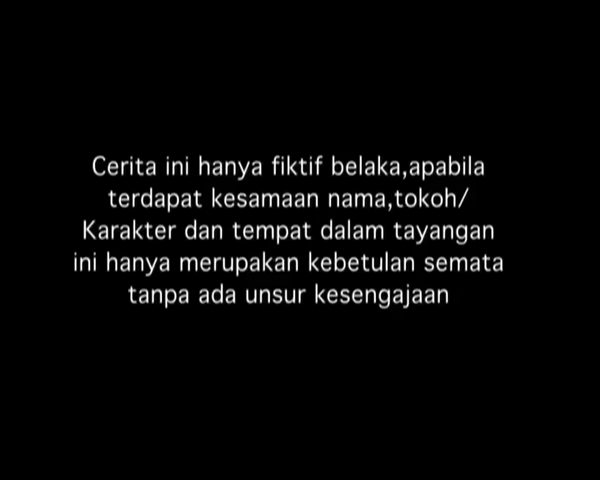 Cerita ini hanya fiktif belaka,apabila
terdapat kesamaan nama,tokoh/
Karakter dan tempat dalam tayangan
ini hanya merupakan kebetulan semata
tanpa ada unsur kesengajaan